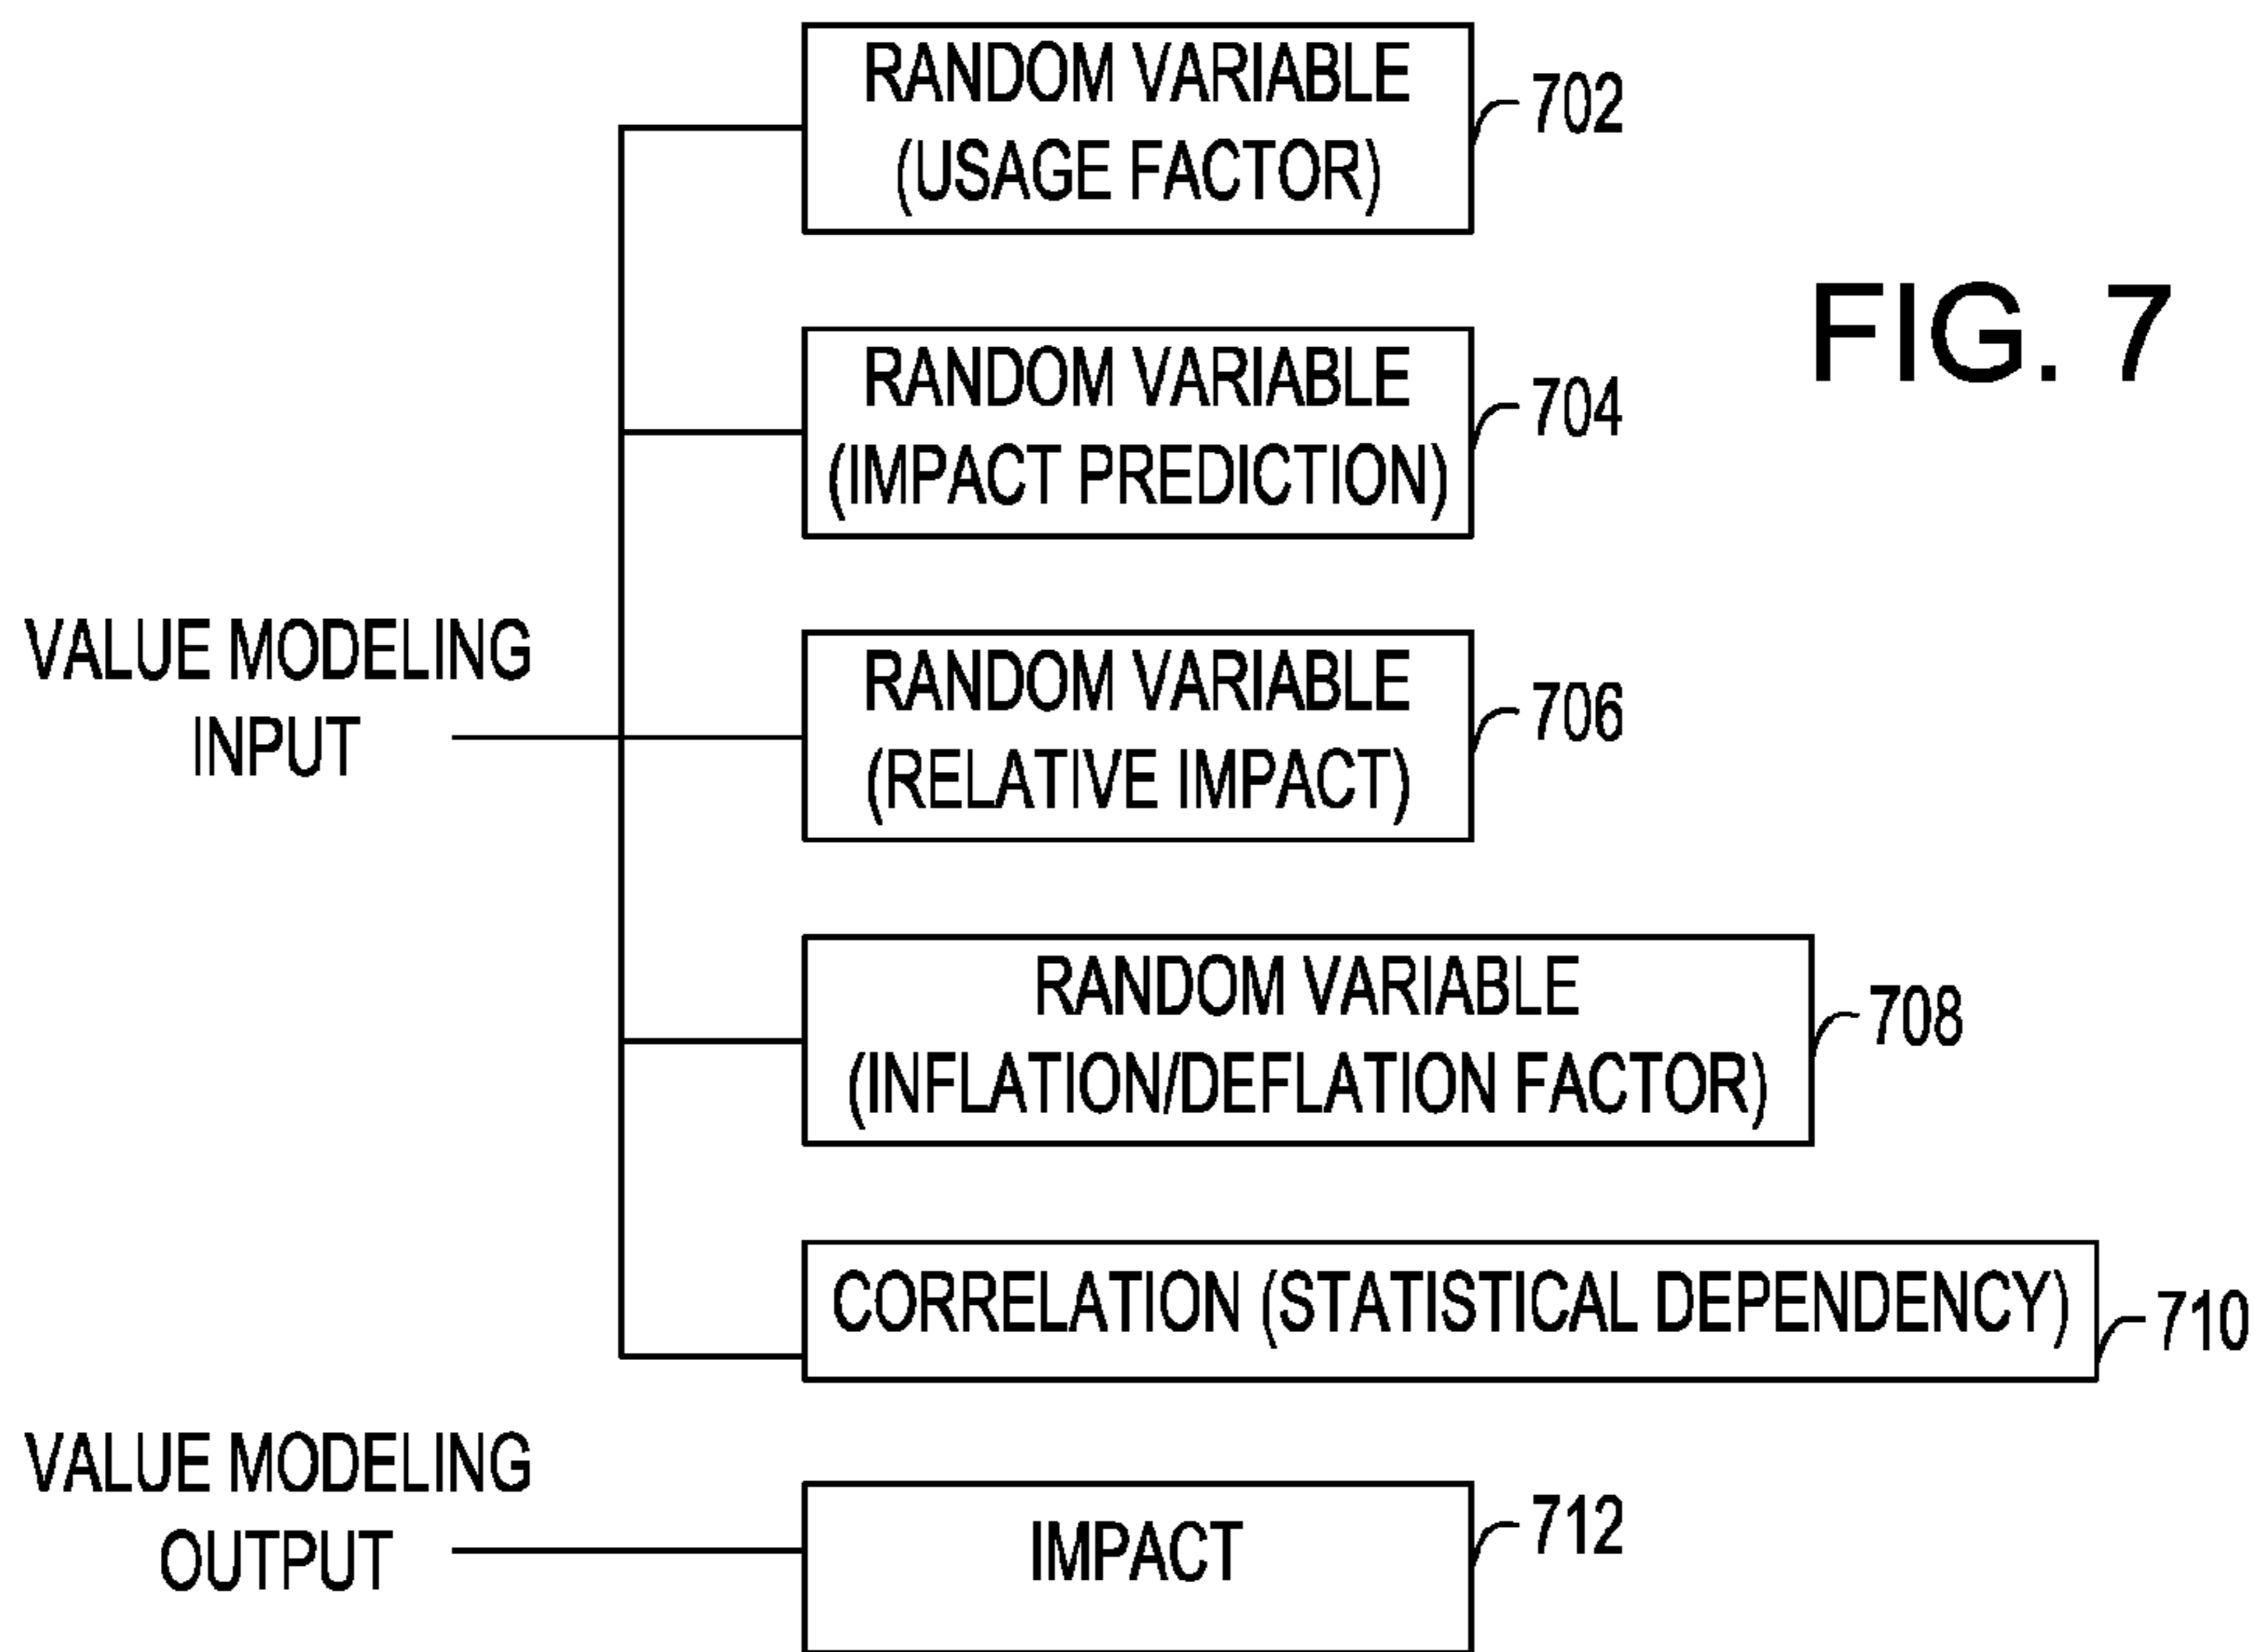 RANDOM VARIABLE
(USAGE FACTOR)
702
FIG. 7
RANDOM VARIABLE
(IMPACT PREDICTION)
704
VALUE MODELING
INPUT
RANDOM VARIABLE
(RELATIVE IMPACT)
706
RANDOM VARIABLE
(INFLATION/DEFLATION FACTOR)
708
CORRELATION (STATISTICAL DEPENDENCY)
710
VALUE MODELING
OUTPUT
IMPACT
712